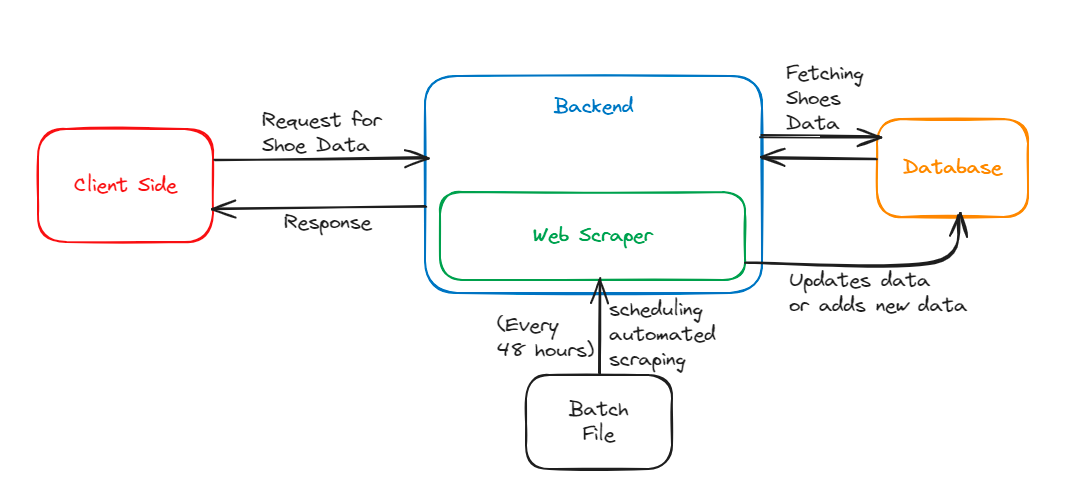 Fetching
Shoes
Data
Backend
Request for
Shoe Data
Database
Client Side
Response
Web Scraper
Updates data
or adds new data
(Every
48 hours)
scheduling
automated
scraping
Batch
File